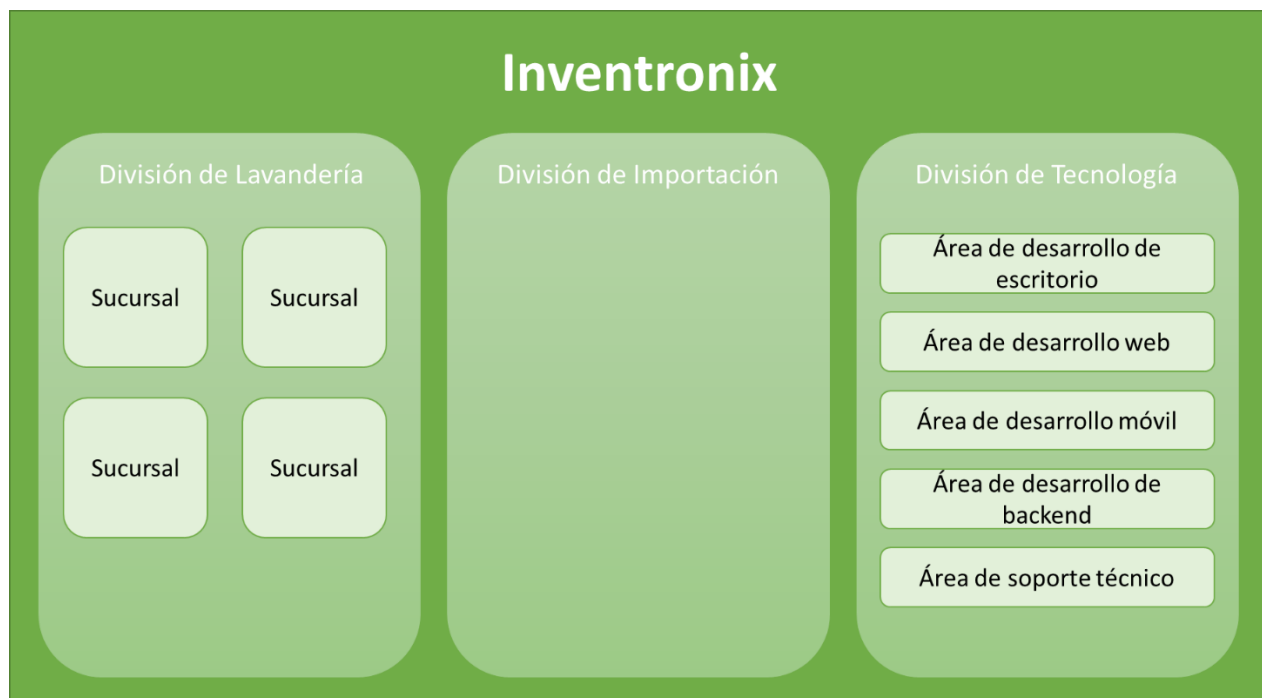 Inventronix
División de Lavandería
Sucursal
Sucursal
Sucursal
Sucursal
División de Importación
División de Tecnología
Área de desarrollo de
escritorio
Área de desarrollo web
Área de desarrollo móvil
Área de desarrollo de
backend
Área de soporte técnico